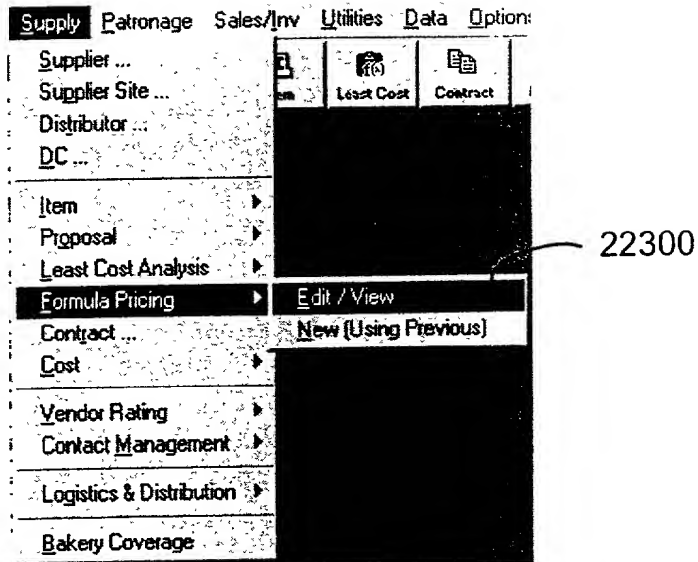 Supply Patronage Sales/Inv Utilities Data Option
Supplier ...
Supplier Site ...
Distributor ...
DC ...
Least Cost Contract
Item
Proposal
Least Cost Analysis
Formula Pricing
Edit / View
New (Using Previous)
22300
Contract ...
Cost
Vendor Rating
Contact Management
Logistics & Distribution
Bakery Coverage